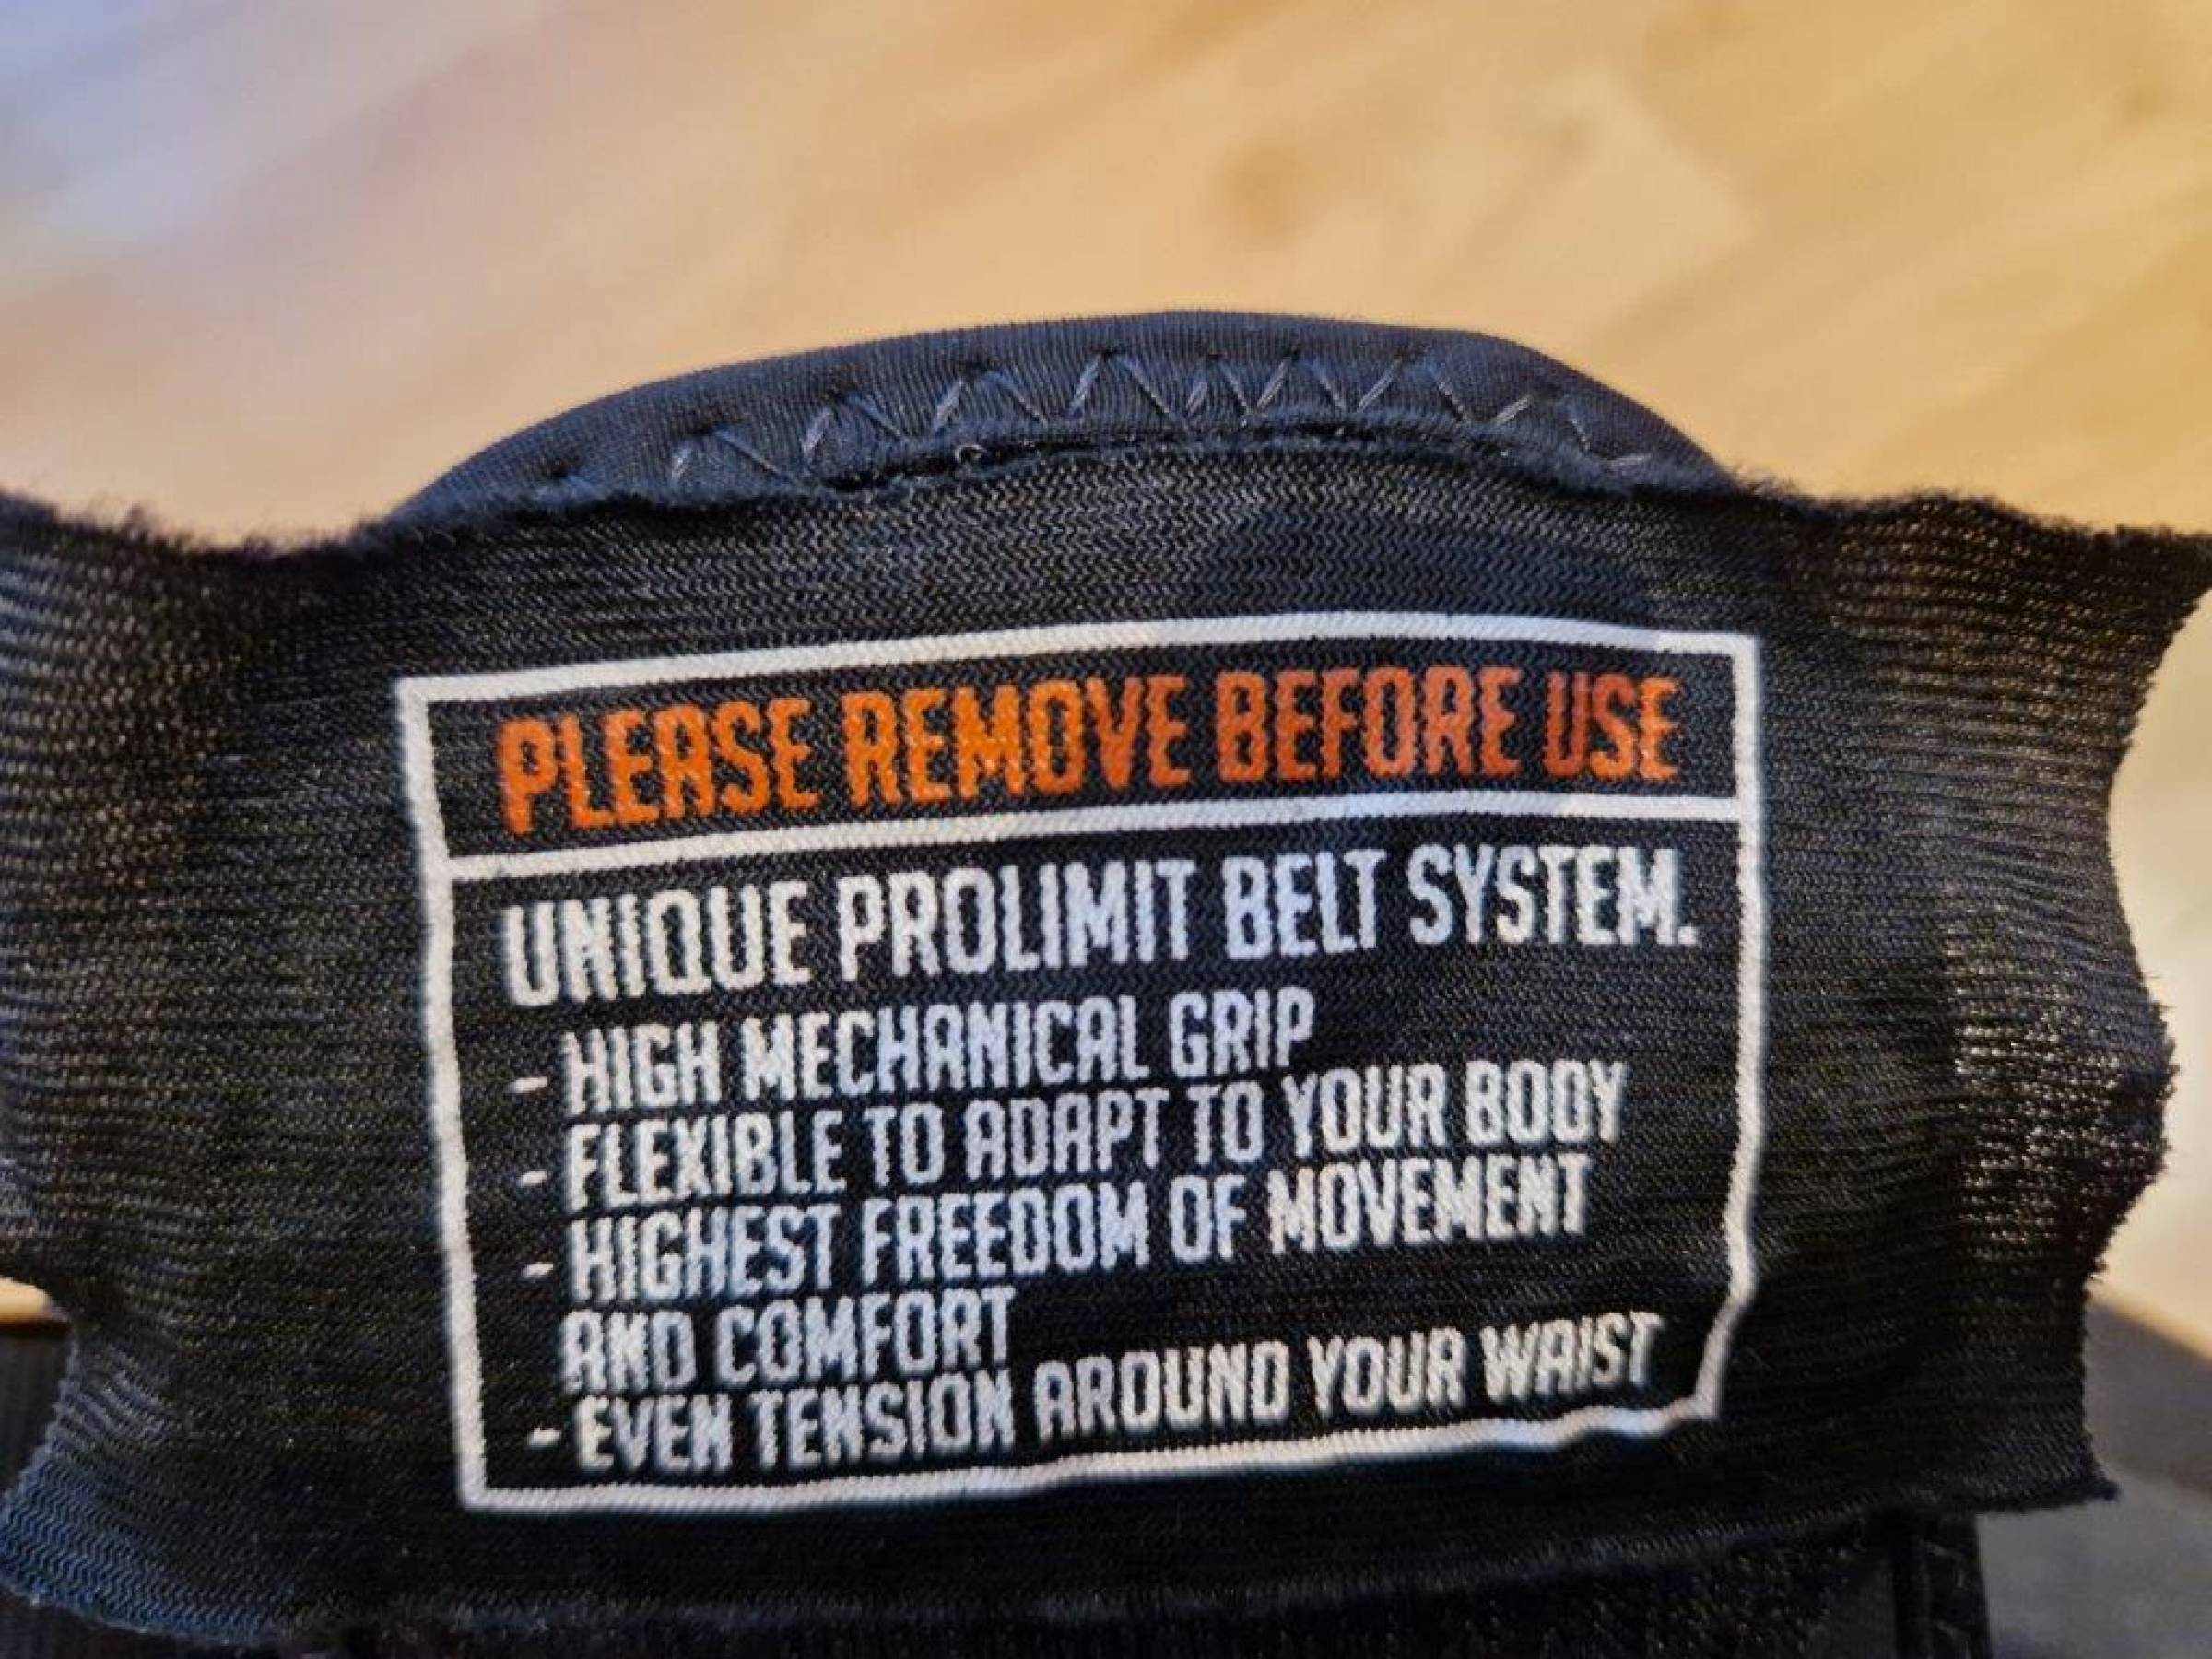 PLEASE REMOVE BEFORE USE
UNIQUE PROLIMIT BELT SYSTEM.
- HIGH MECHANICAL GRIP
- FLEXIBLE TO ADAPT TO YOUR BODY
- HIGHEST FREEDOM OF MOVEMENT
AND COMFORT
- EVEN TENSION AROUND YOUR WAIST